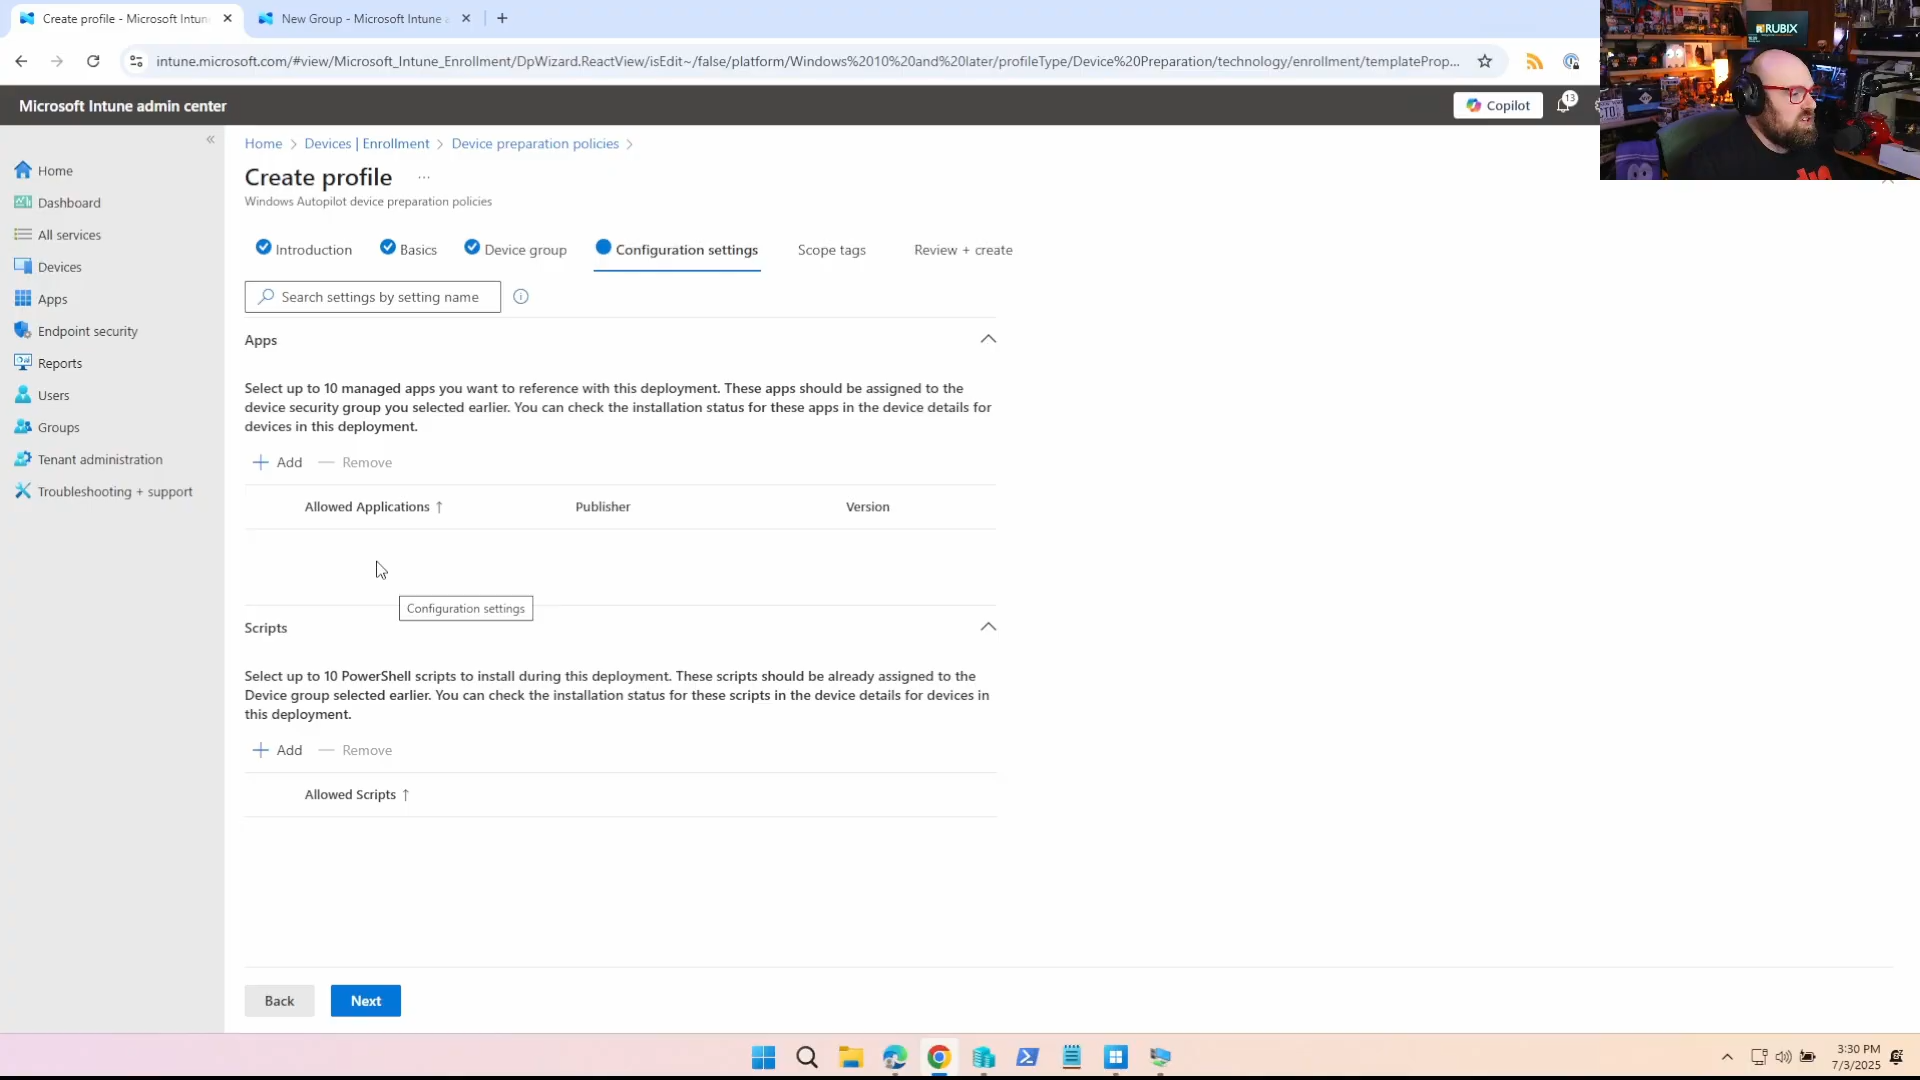 Create profile - Microsoft Intun
New Group - Microsoft Intune a
intune.microsoft.com/#view/Microsoft_Intune_Enrollment/DpWizard.ReactView/isEdit~/false/platform/Windows%2010%20and%20later/profileType/Device%20Preparation/technology/enrollment/templateProp...
RUBIX
Microsoft Intune admin center
Copilot
13
Home
Dashboard
All services
Devices
Apps
Endpoint security
Reports
Users
Groups
Tenant administration
Troubleshooting + support
Home > Devices | Enrollment > Device preparation policies >
Create profile ...
Windows Autopilot device preparation policies
Introduction Basics Device group Configuration settings Scope tags Review + create
Search settings by setting name
Apps
Select up to 10 managed apps you want to reference with this deployment. These apps should be assigned to the
device security group you selected earlier. You can check the installation status for these apps in the device details for
devices in this deployment.
+ Add — Remove
Allowed Applications ↑ Publisher Version
Configuration settings
Scripts
Select up to 10 PowerShell scripts to install during this deployment. These scripts should be already assigned to the
Device group selected earlier. You can check the installation status for these scripts in the device details for devices in
this deployment.
+ Add — Remove
Allowed Scripts ↑
Back Next
3:30 PM
7/3/2025